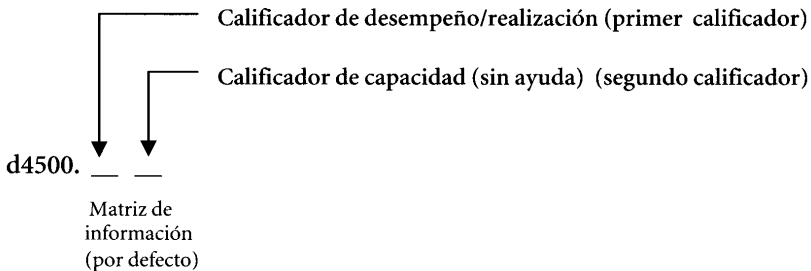 Calificador de desempeño/realización (primer calificador)
Calificador de capacidad (sin ayuda) (segundo calificador)
d4500. __ __
Matriz de
información
(por defecto)